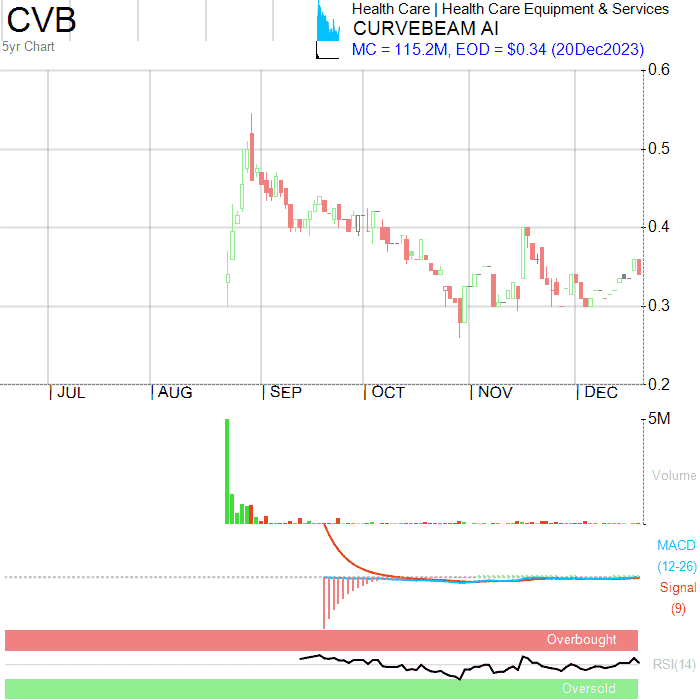 CVB
5yr Chart
Health Care | Health Care Equipment & Services
CURVEBEAM AI
MC = 115.2M, EOD = $0.34 (20Dec2023)
0.6
0.5
0.4
0.3
0.2
| JUL | AUG | SEP | OCT | NOV | DEC
5M
Volume
MACD
(12-26)
Signal
(9)
Overbought
RSI(14)
Oversold